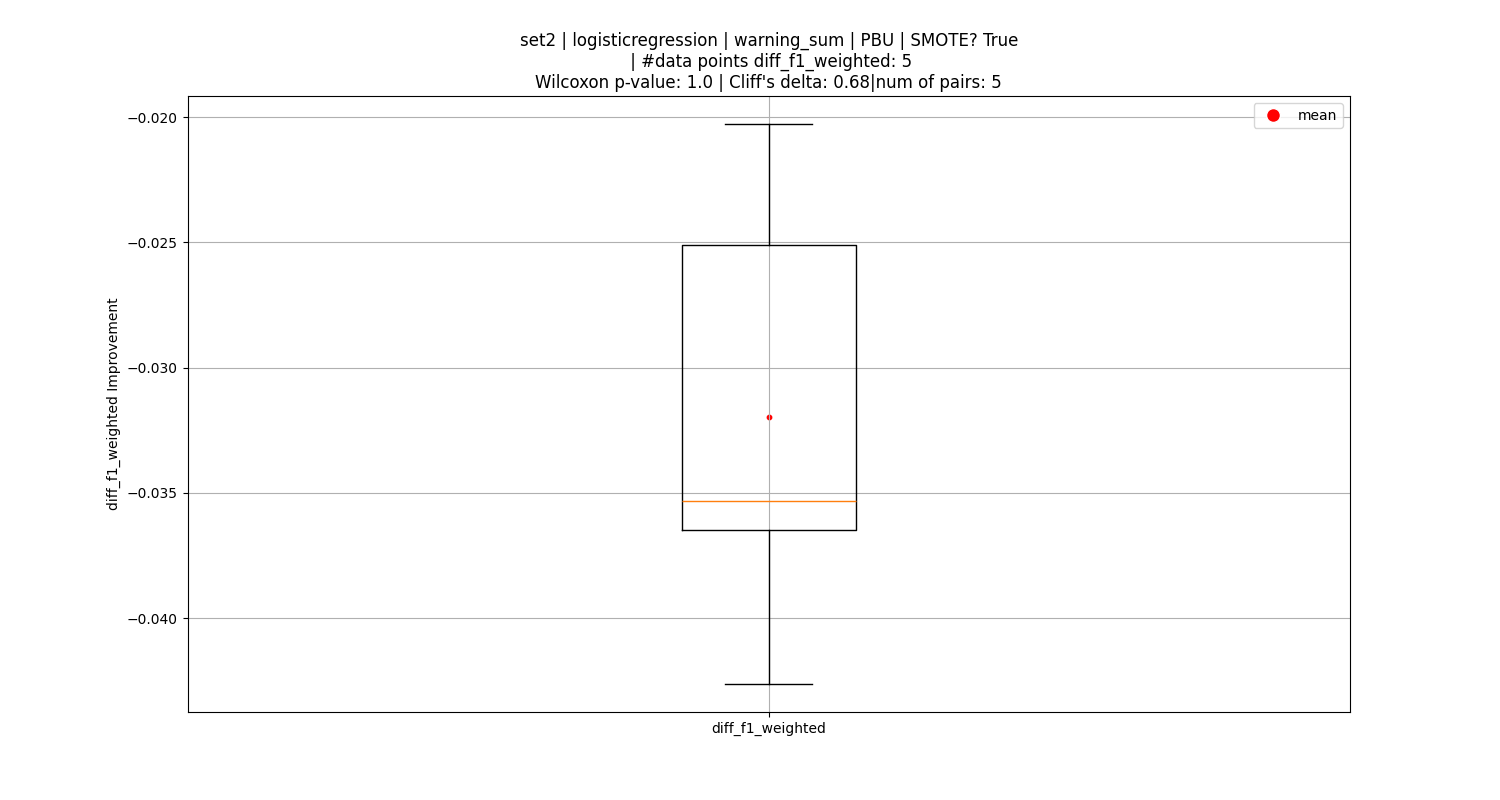 set2 | logisticregression | warning_sum | PBU | SMOTE? True
| #data points diff_f1_weighted: 5
Wilcoxon p-value: 1.0 | Cliff's delta: 0.68|num of pairs: 5
mean
−0.020
−0.025
−0.030
−0.035
−0.040
diff_f1_weighted Improvement
diff_f1_weighted